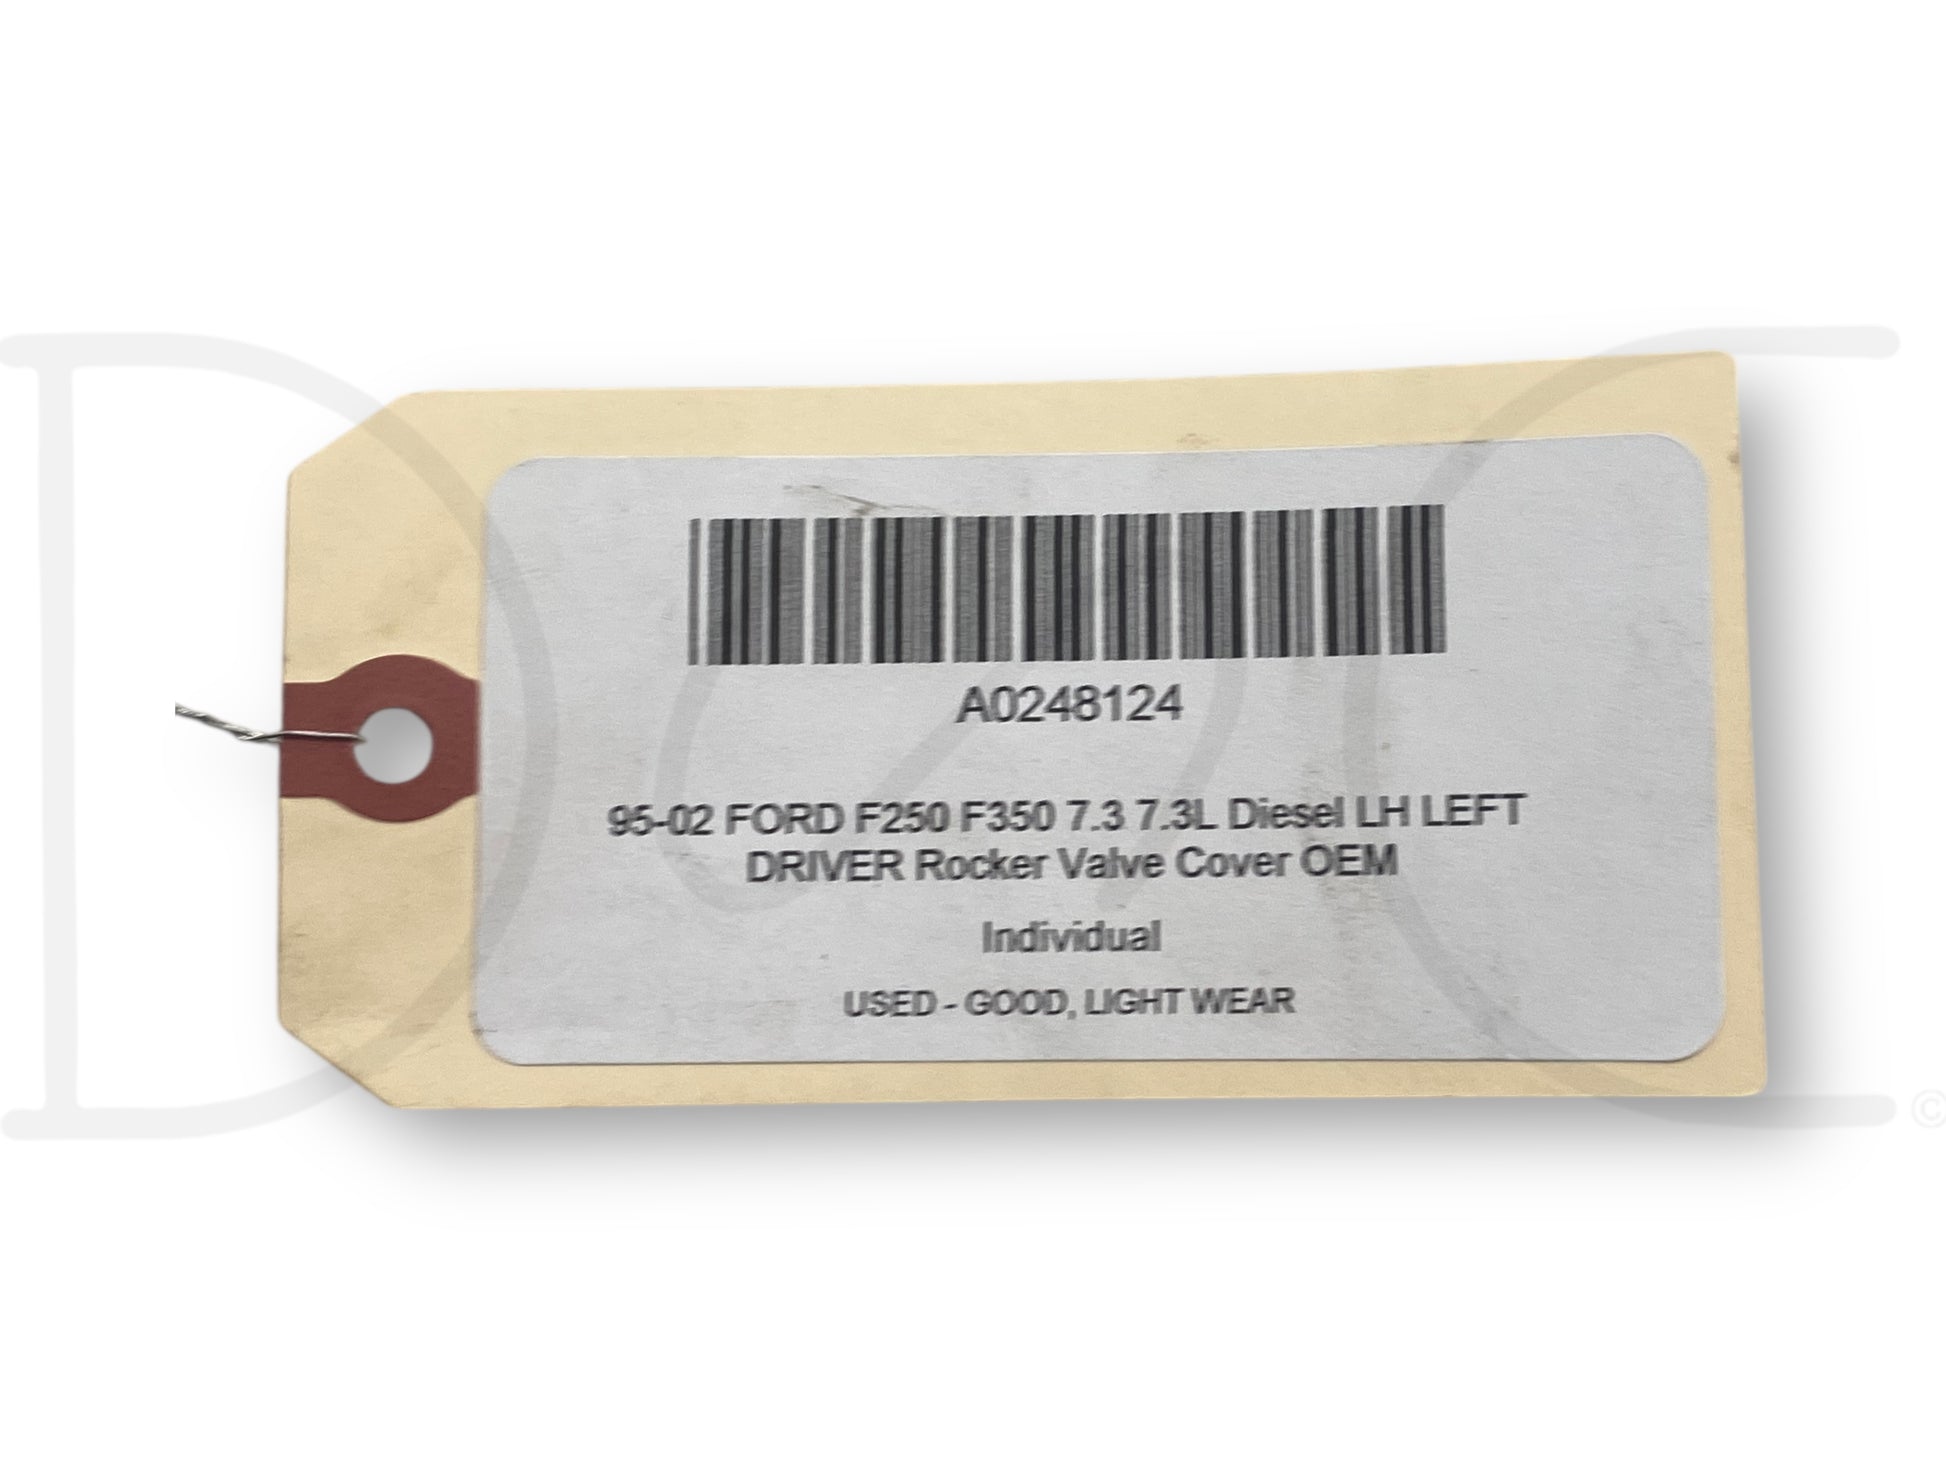 A0248124
95-02 FORD F250 F350 7.3 7.3L Diesel LH LEFT
DRIVER Rocker Valve Cover OEM
Individual
USED - GOOD, LIGHT WEAR
©